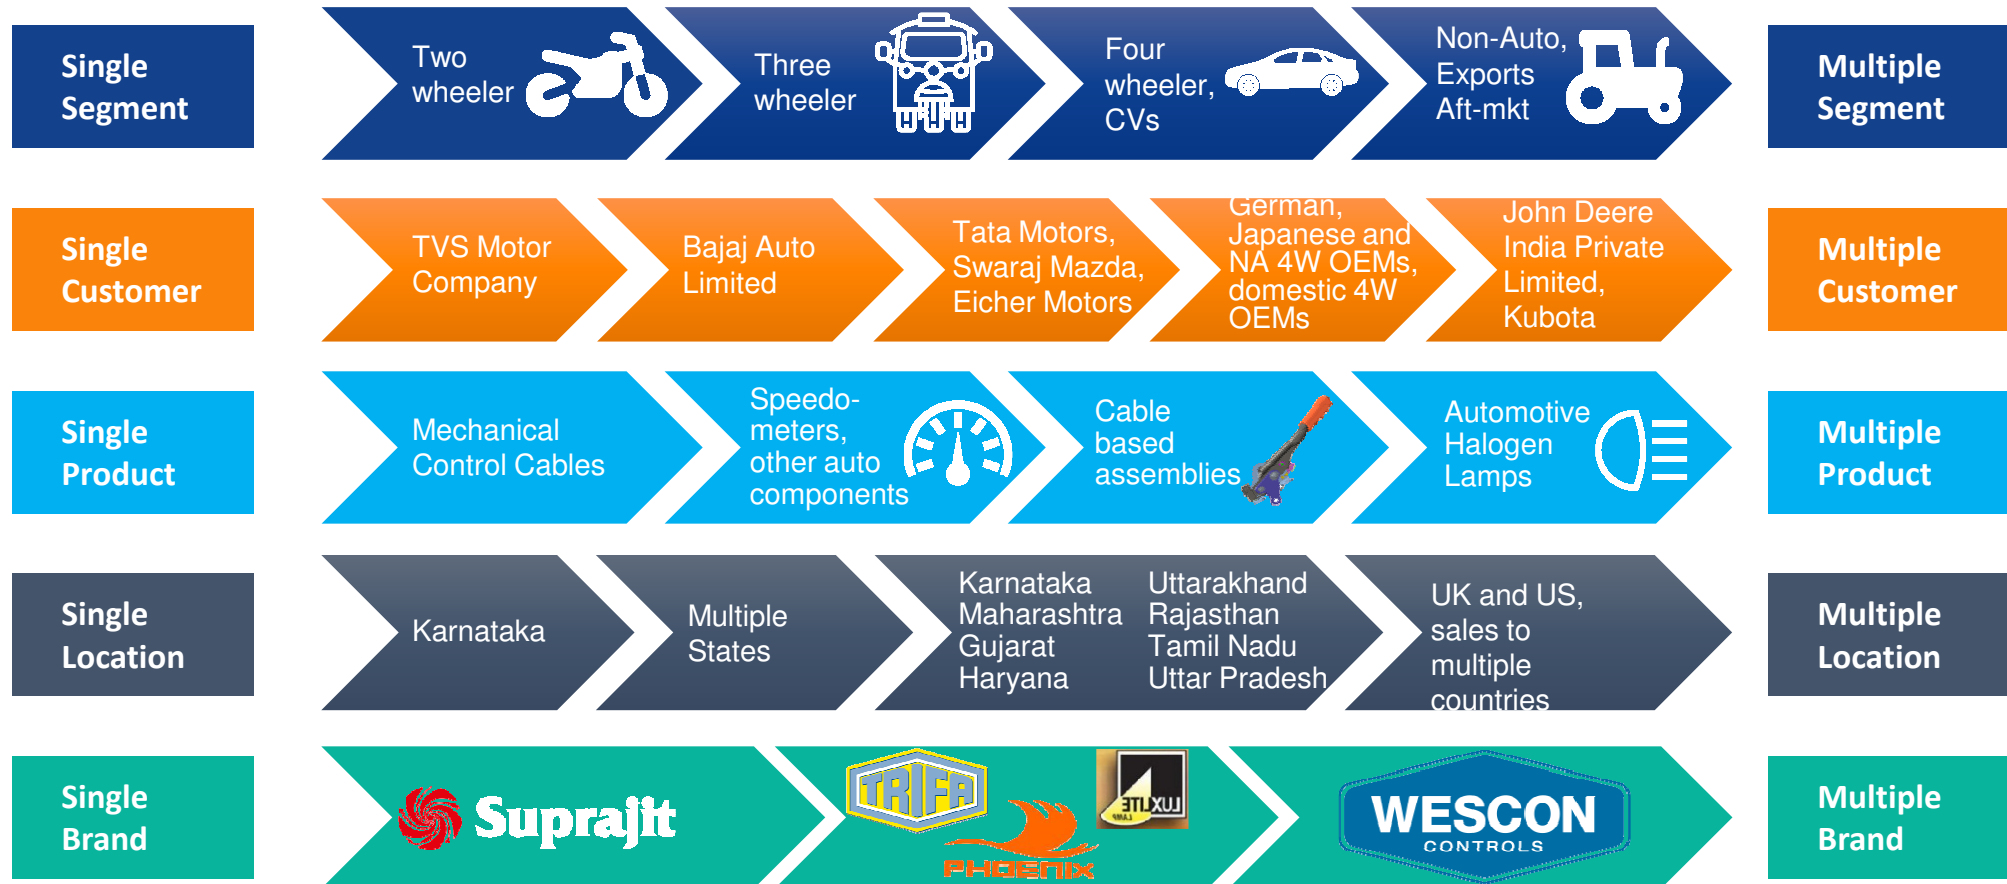 Single
Segment
Two
wheeler
Three
wheeler
Four
wheeler,
CVs
Non-Auto,
Exports
Aft-mkt
Multiple
Segment
Single
Customer
TVS Motor
Company
Bajaj Auto
Limited
Tata Motors,
Swaraj Mazda,
Eicher Motors
German,
Japanese and
NA 4W OEMs,
domestic 4W
OEMs
John Deere
India Private
Limited,
Kubota
Multiple
Customer
Single
Product
Mechanical
Control Cables
Speedo-
meters,
other auto
components
Cable
based
assemblies
Automotive
Halogen
Lamps
Multiple
Product
Single
Location
Karnataka
Multiple
States
Karnataka
Maharashtra
Gujarat
Haryana
Uttarakhand
Rajasthan
Tamil Nadu
Uttar Pradesh
UK and US,
sales to
multiple
countries
Multiple
Location
Single
Brand
Suprajit
TRIFA
PHOENIX
LUXLITE
LAMP
WESCON
CONTROLS
Multiple
Brand